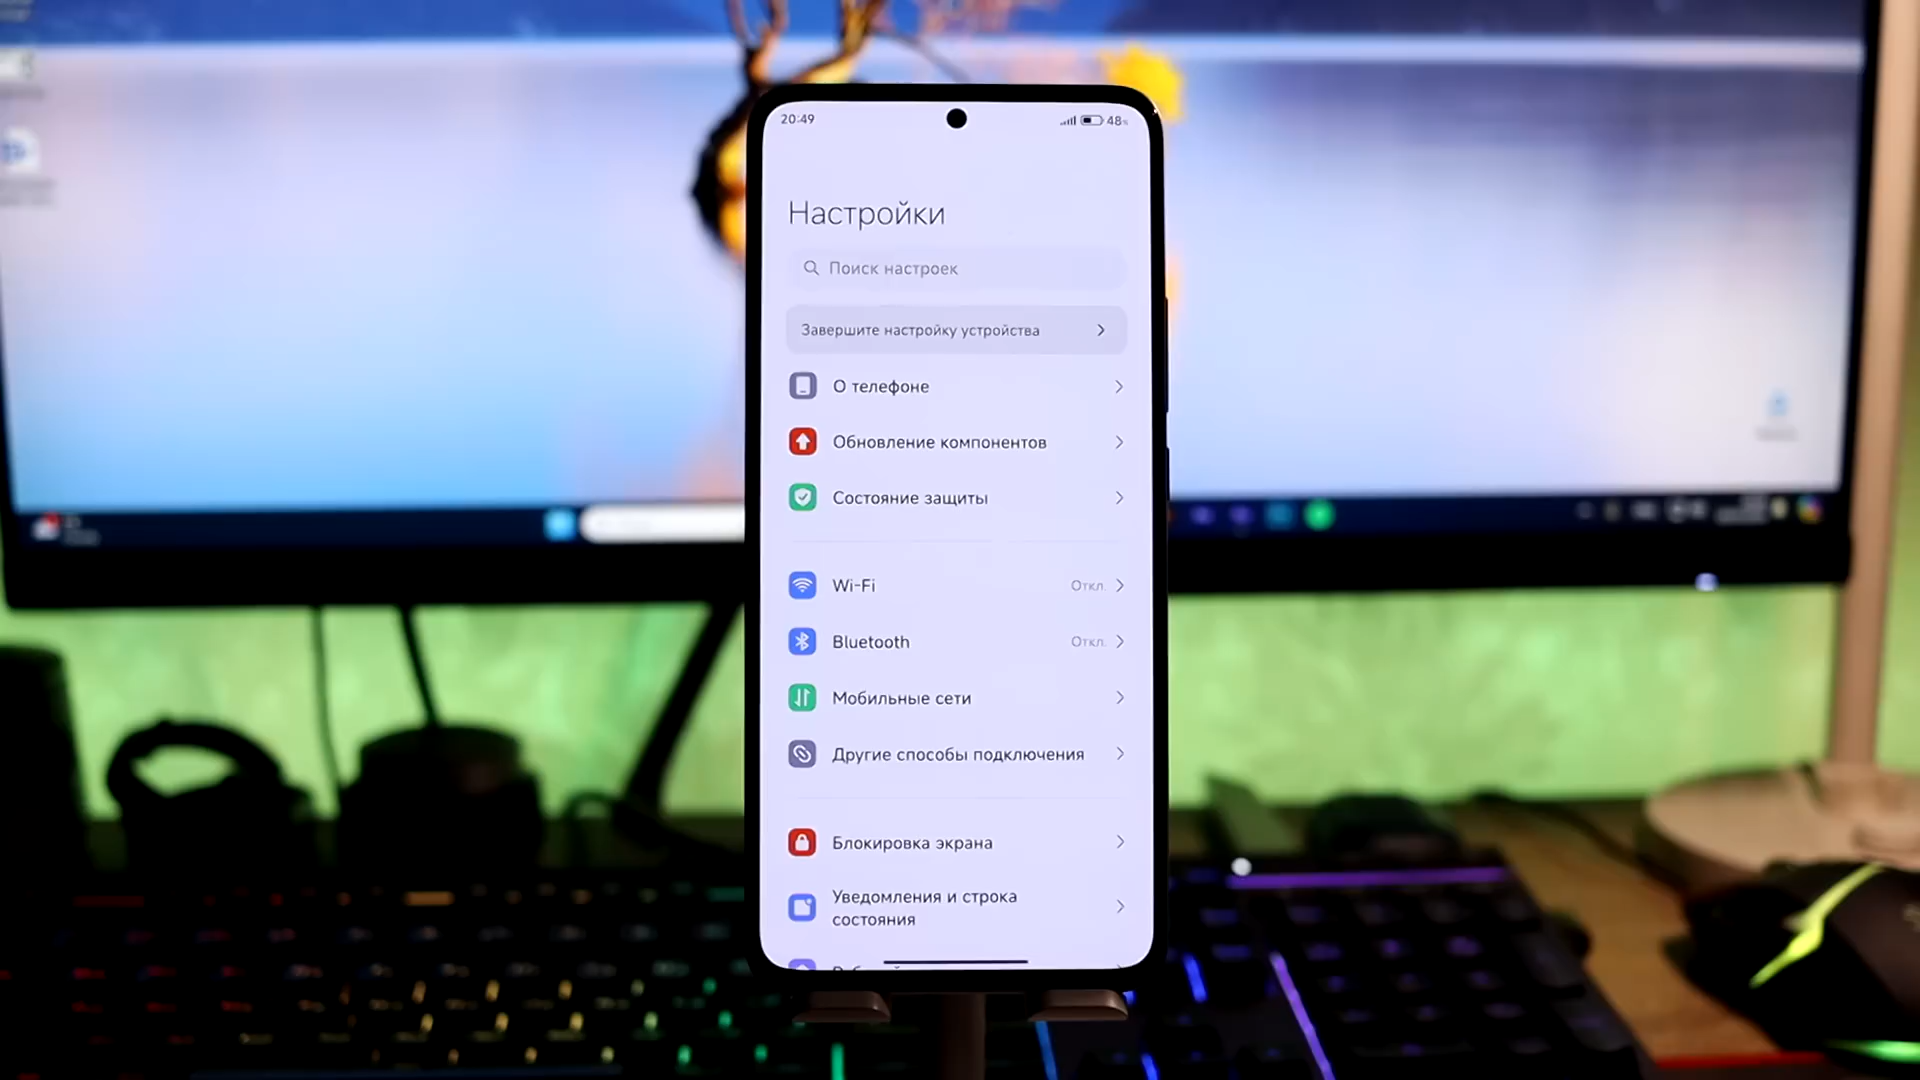 20:49
48%
Настройки
Поиск настроек
Завершите настройку устройства
О телефоне
Обновление компонентов
Состояние защиты
Wi-Fi
Откл.
Bluetooth
Откл.
Мобильные сети
Другие способы подключения
Блокировка экрана
Уведомления и строка
состояния